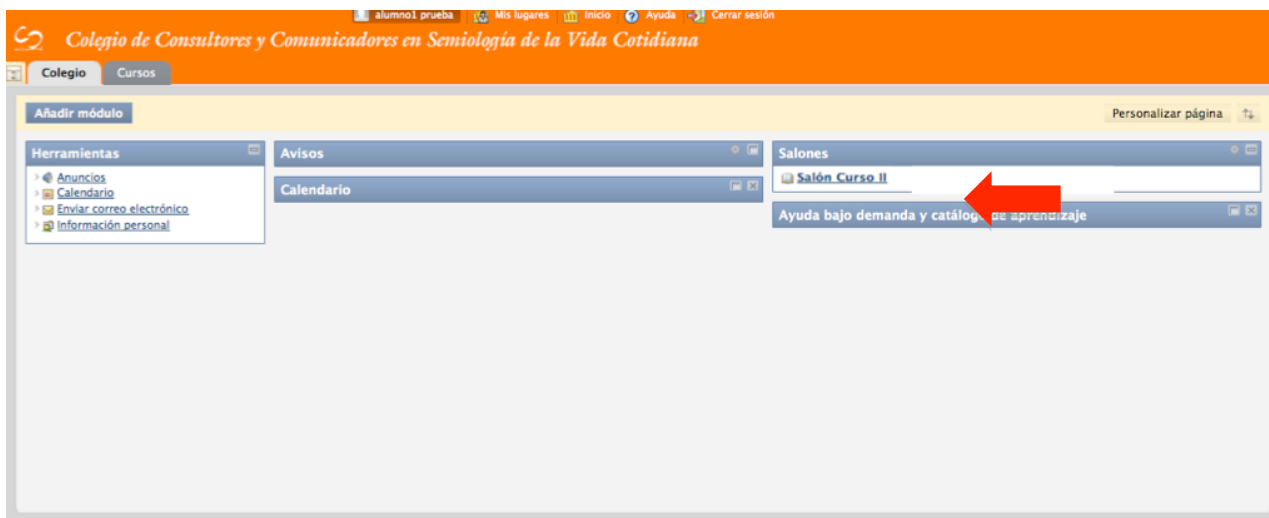 alumno1 prueba Mis lugares Inicio Ayuda Cerrar sesión
Colegio de Consultores y Comunicadores en Semiología de la Vida Cotidiana
Colegio Cursos
Añadir módulo Personalizar página
Herramientas
Anuncios
Calendario
Enviar correo electrónico
Información personal
Avisos
Calendario
Salones
Salón Curso II
Ayuda bajo demanda y catálogo de aprendizaje